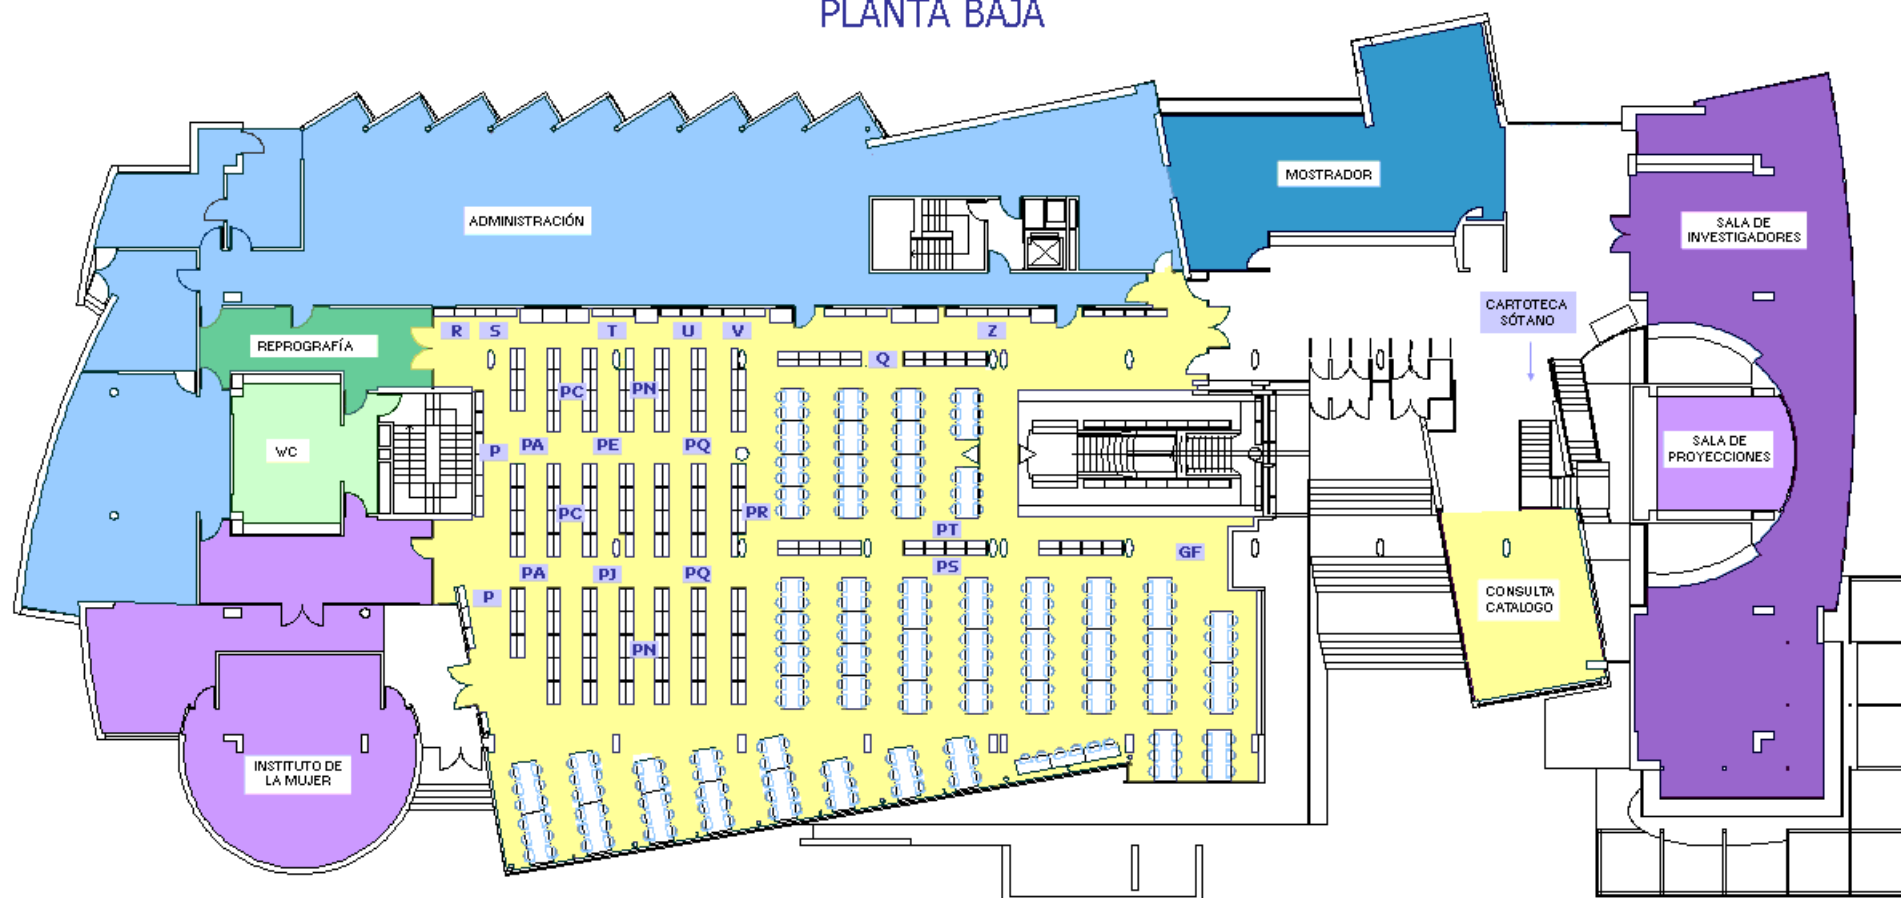 PLANTA BAJA
MOSTRADOR
ADMINISTRACIÓN
SALA DE
INVESTIGADORES
CARTOTECA
SÓTANO
R S T U V Z
REPROGRAFÍA
Q
PC PN
WC
P PA PE PQ
SALA DE
PROYECCIONES
PC PR
PT
GF
PS
PA PJ PQ
P
CONSULTA
CATALOGO
PN
INSTITUTO DE
LA MUJER